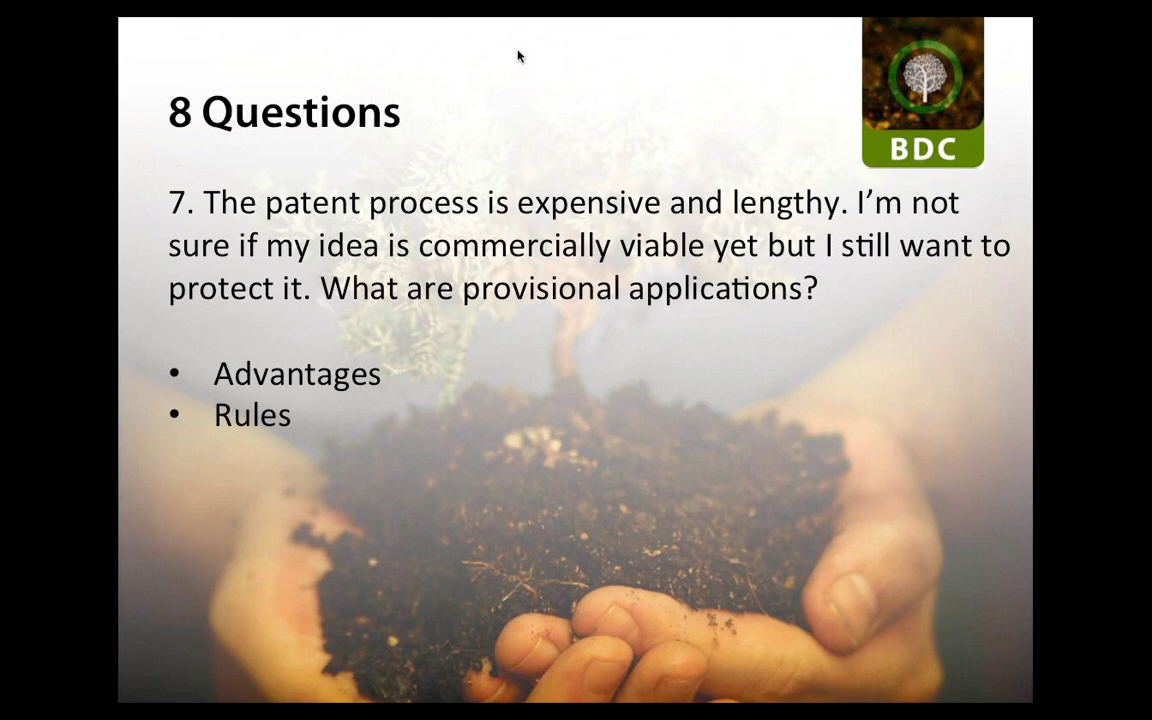 BDC
8 Questions
7. The patent process is expensive and lengthy. I’m not
sure if my idea is commercially viable yet but I still want to
protect it. What are provisional applications?
• Advantages
• Rules